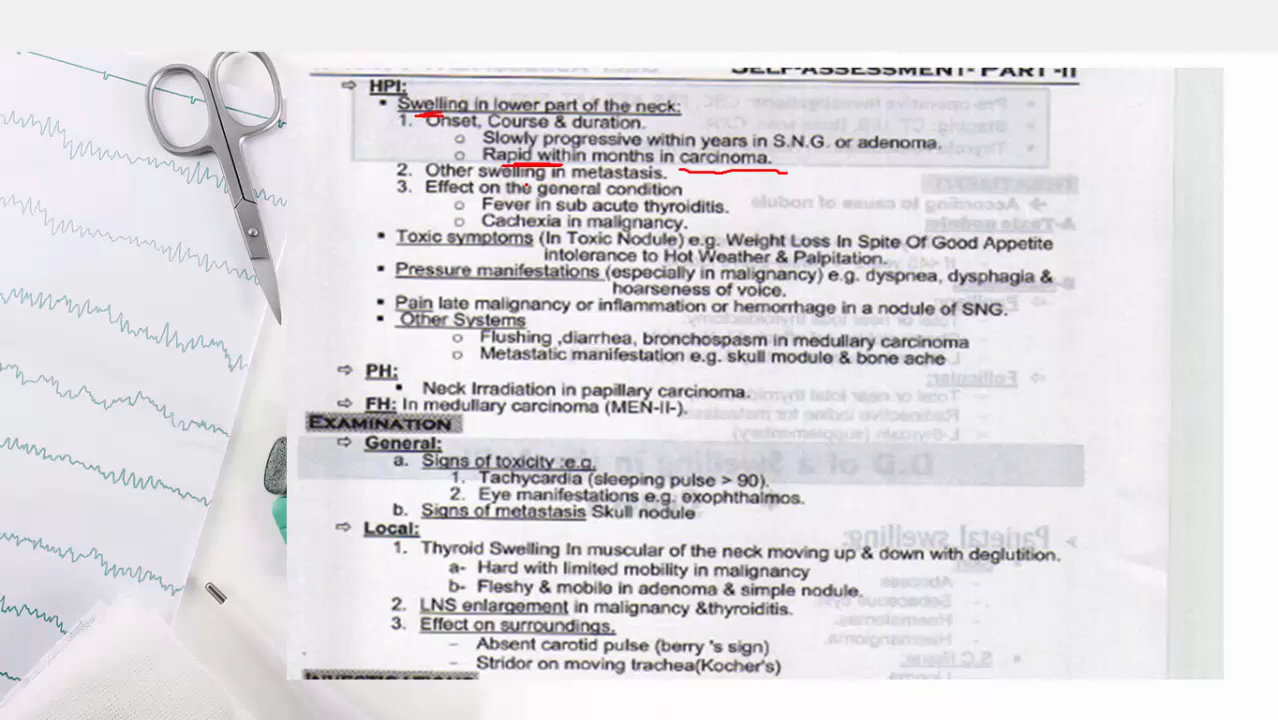 SELF-ASSESSMENT- PART -II
⇨ HPI:
▪ Swelling in lower part of the neck:
1. Onset, Course & duration.
o Slowly progressive within years in S.N.G. or adenoma.
o Rapid within months in carcinoma.
2. Other swelling in metastasis.
3. Effect on the general condition
o Fever in sub acute thyroiditis.
o Cachexia in malignancy.
▪ Toxic symptoms (In Toxic Nodule) e.g. Weight Loss In Spite Of Good Appetite
intolerance to Hot Weather & Palpitation.
▪ Pressure manifestations (especially in malignancy) e.g. dyspnea, dysphagia &
hoarseness of voice.
▪ Pain late malignancy or inflammation or hemorrhage in a nodule of SNG.
▪ Other Systems
o Flushing ,diarrhea, bronchospasm in medullary carcinoma
o Metastatic manifestation e.g. skull module & bone ache
⇨ PH:
▪ Neck Irradiation in papillary carcinoma.
⇨ FH: In medullary carcinoma (MEN-II-).
EXAMINATION
⇨ General:
a. Signs of toxicity :e.g.
1. Tachycardia (sleeping pulse > 90).
2. Eye manifestations e.g. exophthalmos.
b. Signs of metastasis Skull nodule
⇨ Local:
1. Thyroid Swelling In muscular of the neck moving up & down with deglutition.
a- Hard with limited mobility in malignancy
b- Fleshy & mobile in adenoma & simple nodule.
2. LNS enlargement in malignancy &thyroiditis.
3. Effect on surroundings.
– Absent carotid pulse (berry 's sign)
– Stridor on moving trachea(Kocher's)